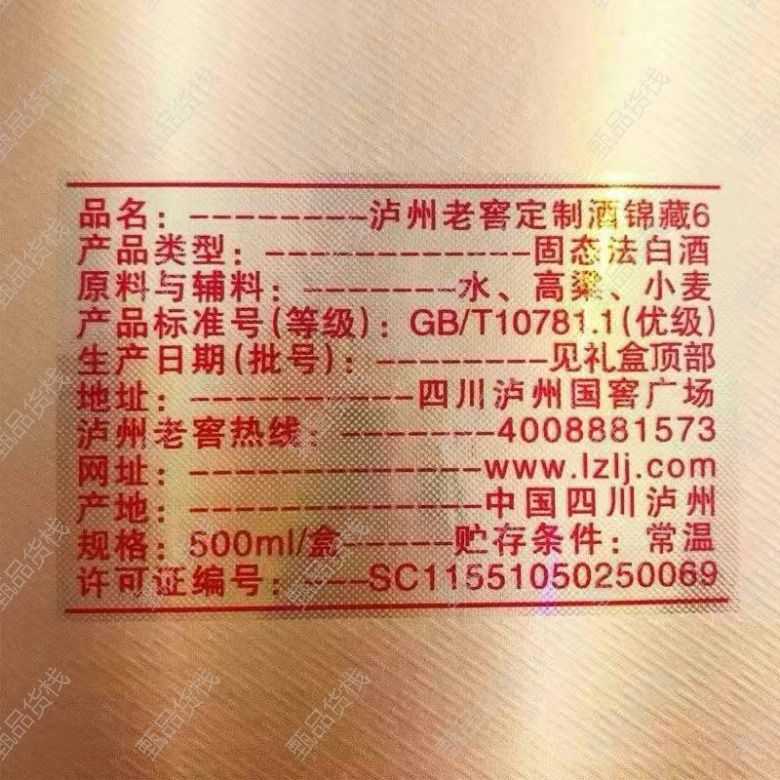 品名：--------泸州老窖定制酒锦藏6
产品类型：------------固态法白酒
原料与辅料：-------水、高粱、小麦
产品标准号(等级)：GB/T10781.1(优级)
生产日期(批号)：--------见礼盒顶部
地址：----------四川泸州国窖广场
泸州老窖热线：-------4008881573
网址：-------------www.lzlj.com
产地：-------------中国四川泸州
规格：500ml/盒-----贮存条件：常温
许可证编号：---SC11551050250069
甄品货栈